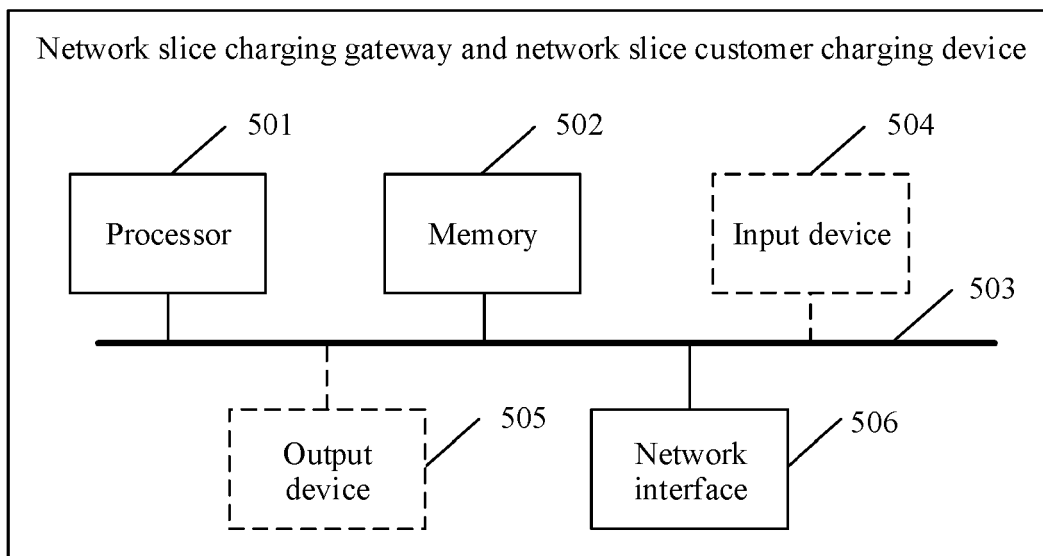 Network slice charging gateway and network slice customer charging device
501
502
504
Processor
Memory
Input device
503
505
506
Output
device
Network
interface